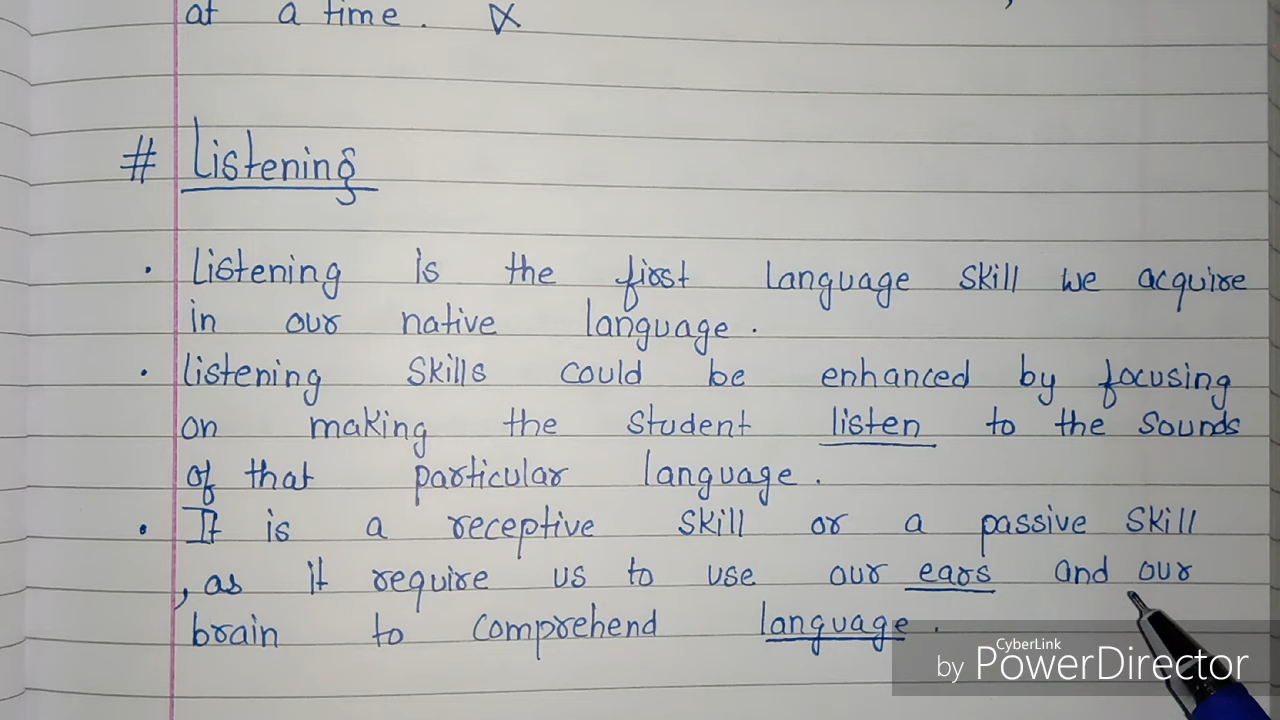 at a time.
# Listening
. Listening is the first language skill we acquire
in our native language.
. listening skills could be enhanced by focusing
on making the student listen to the sounds
of that particular language.
. It is a receptive skill or a passive skill
, as it require us to use our ears and our
brain to comprehend language.
CyberLink
by PowerDirector